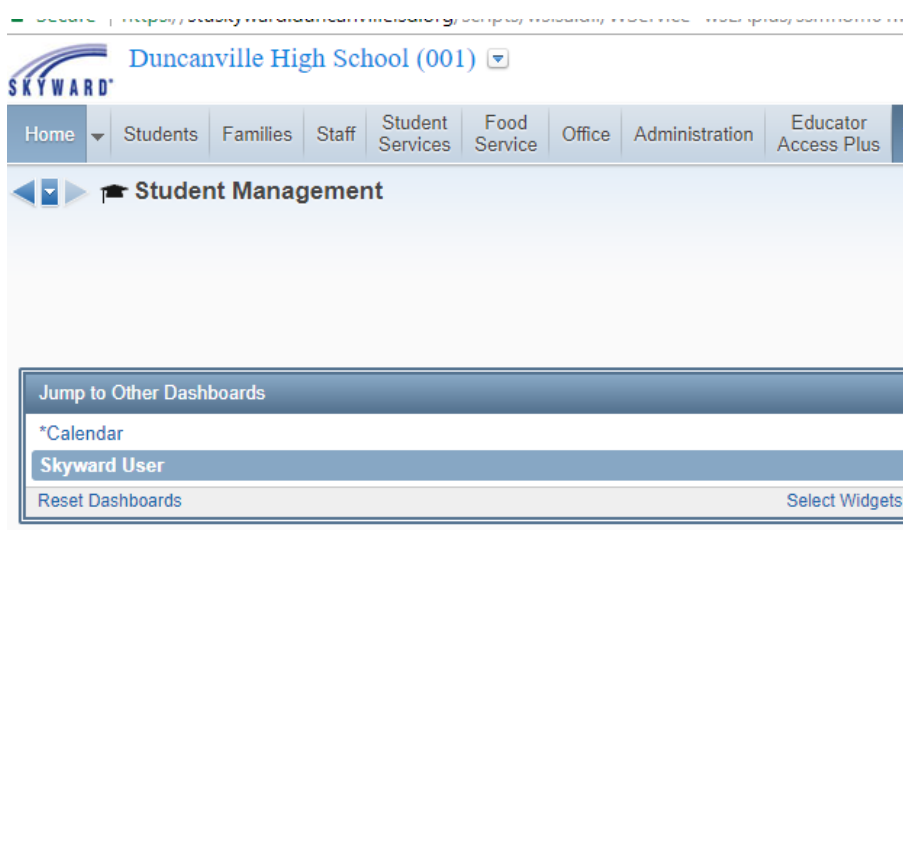 Duncanville High School (001)
SKYWARD
Home Students Families Staff Student Services Food Service Office Administration Educator Access Plus
Student Management
Jump to Other Dashboards
*Calendar
Skyward User
Reset Dashboards Select Widgets